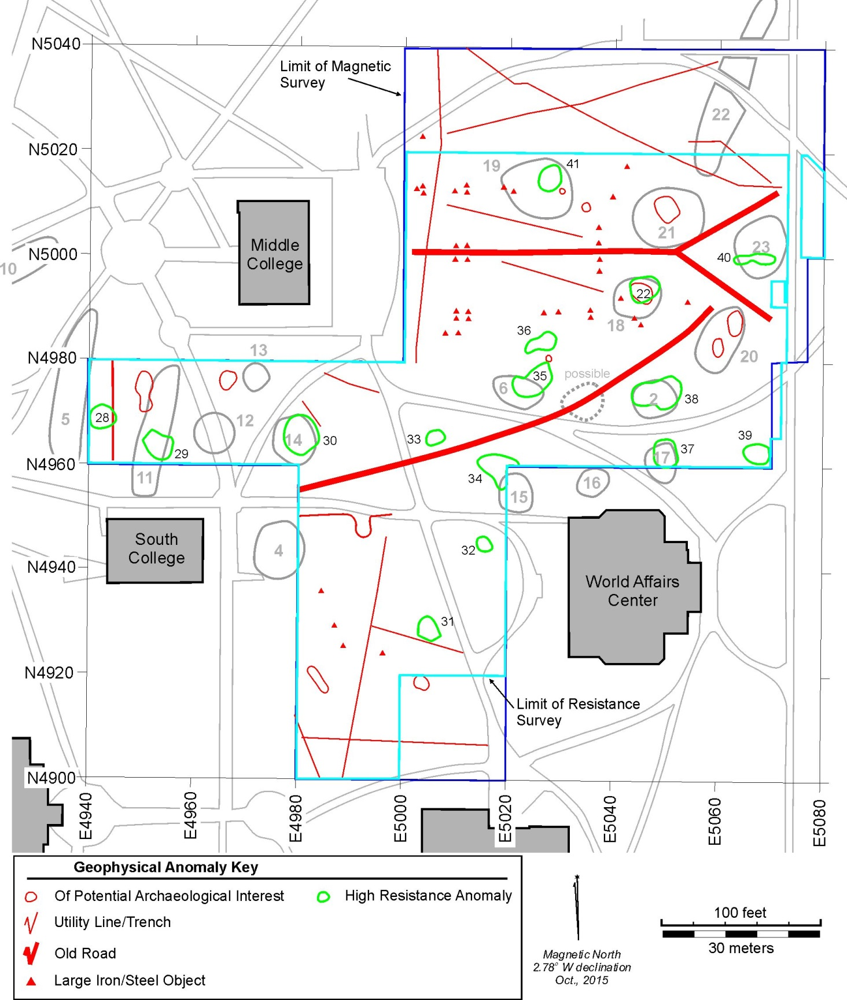 N5040
Limit of Magnetic
Survey
22
N5020
19
41
Middle
College
21
23
N5000
40
10
22
18
36
20
N4980
13
possible
35
6
2
38
5
28
12
14
30
33
39
29
37
17
N4960
11
34
16
15
South
College
4
32
N4940
World Affairs
Center
31
N4920
Limit of Resistance
Survey
N4900
E4940
E4960
E4980
E5000
E5020
E5040
E5060
E5080
Geophysical Anomaly Key
Of Potential Archaeological Interest
High Resistance Anomaly
Utility Line/Trench
Old Road
Large Iron/Steel Object
Magnetic North
2.78° W declination
Oct., 2015
100 feet
30 meters